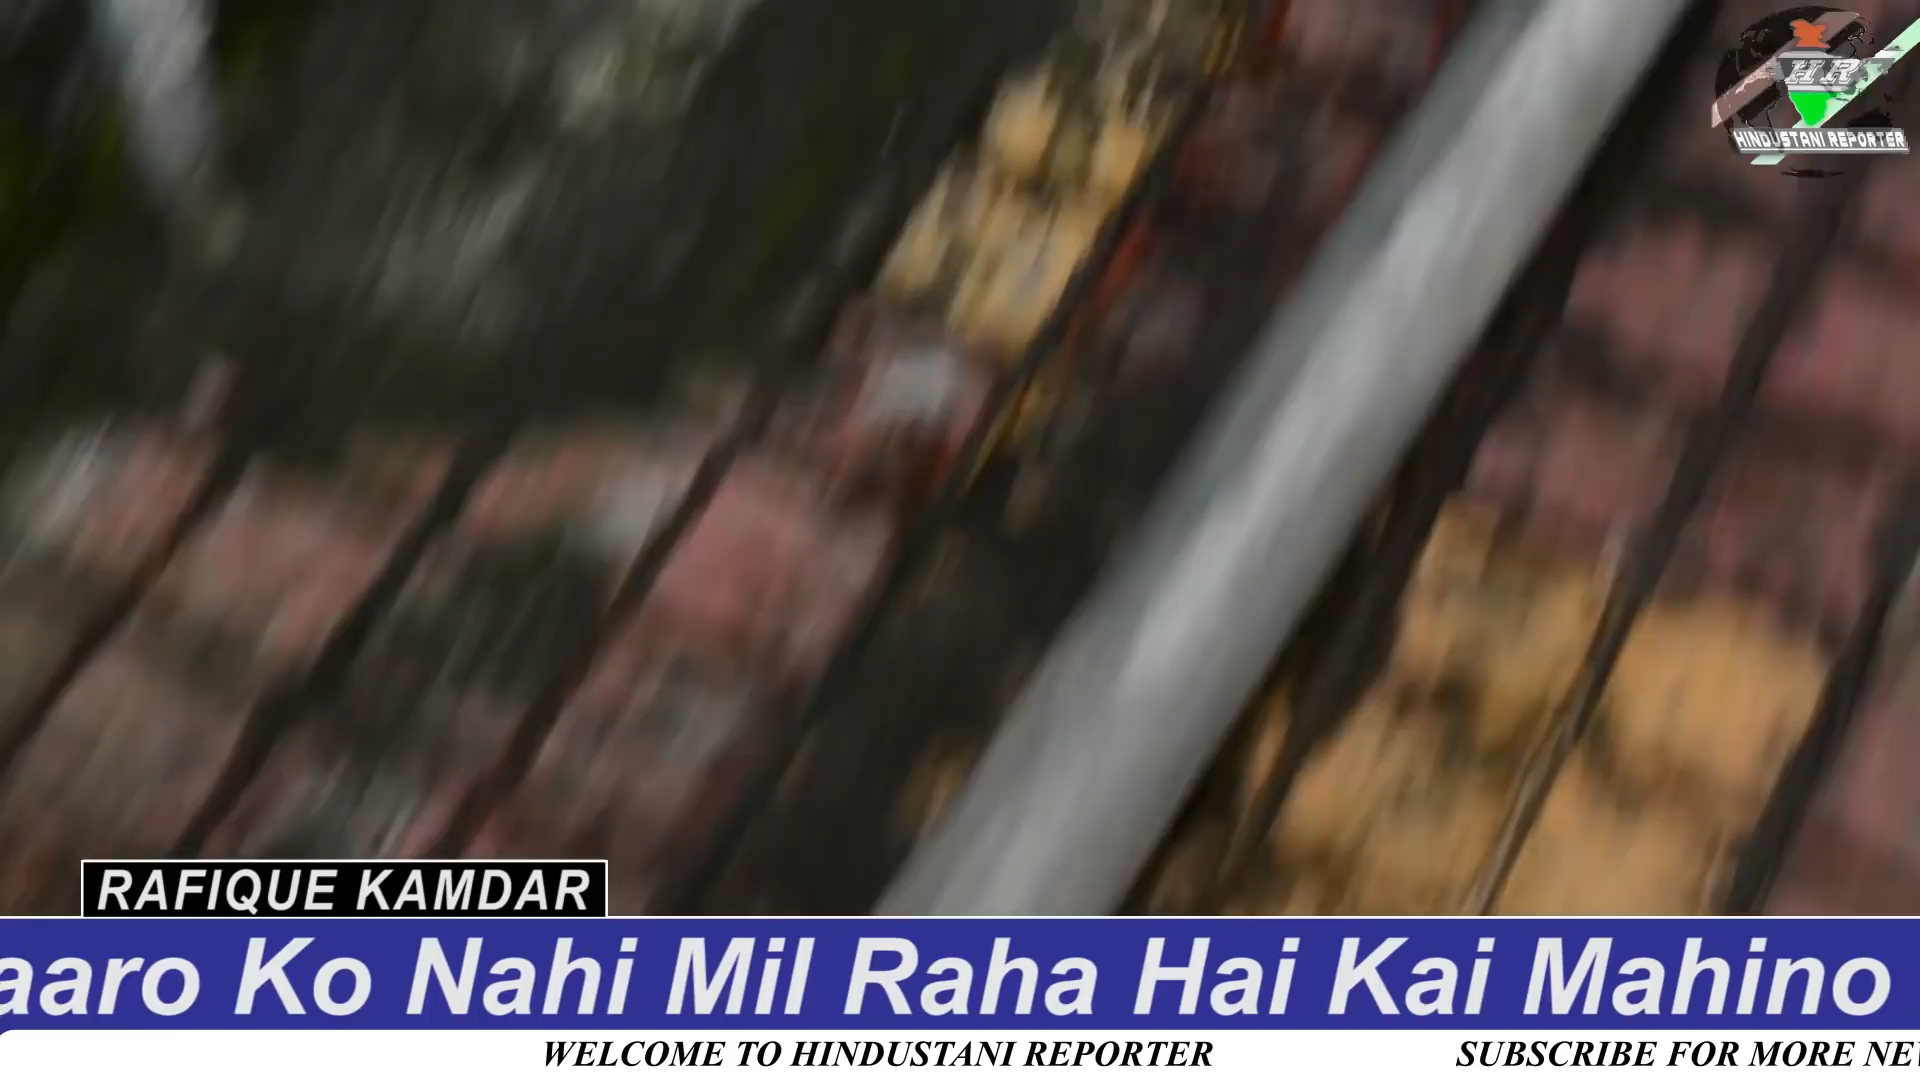 HR
HINDUSTANI REPORTER
RAFIQUE KAMDAR
aaro Ko Nahi Mil Raha Hai Kai Mahino
WELCOME TO HINDUSTANI REPORTER SUBSCRIBE FOR MORE